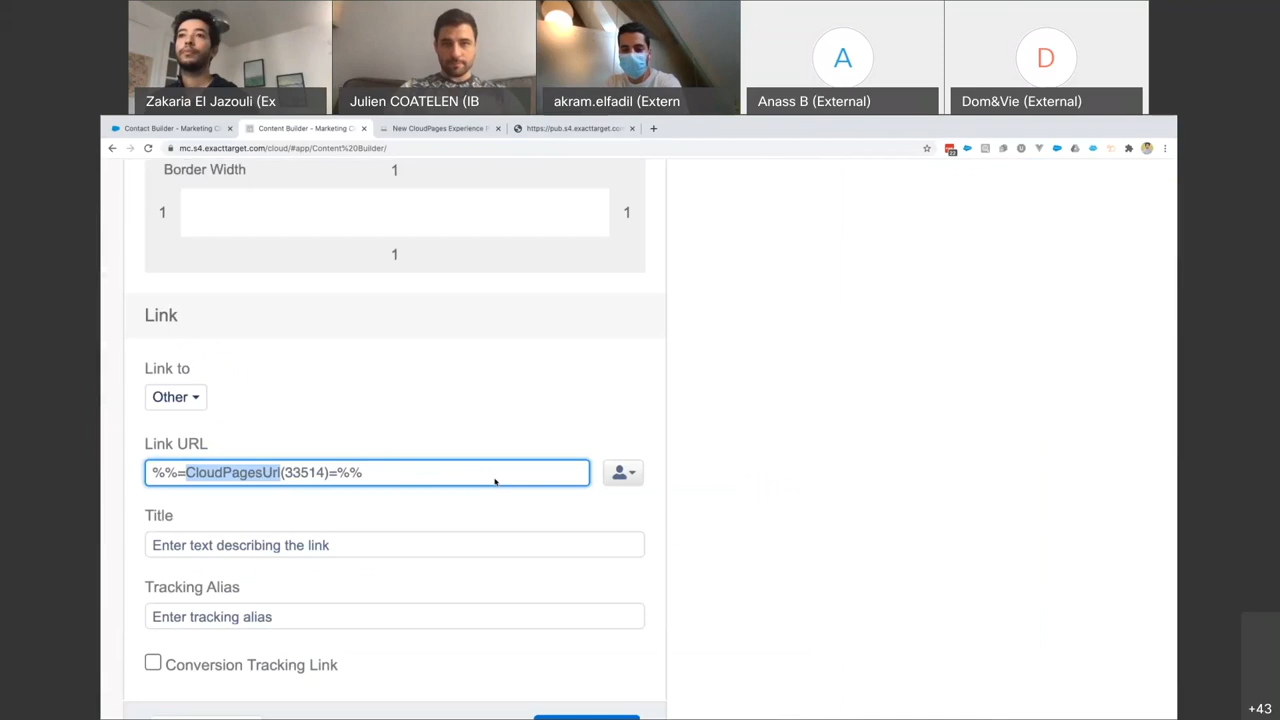 A
D
Zakaria El Jazouli (Ex
Julien COATELEN (IB
akram.elfadil (Extern
Anass B (External)
Dom&Vie (External)
Contact Builder - Marketing C
Content Builder - Marketing C
New CloudPages Experience F
https://pub.s4.exacttarget.com
mc.s4.exacttarget.com/cloud/#app/Content%20Builder/
Border Width
1
1
1
1
Link
Link to
Other
Link URL
%%=CloudPagesUrl(33514)=%%
Title
Enter text describing the link
Tracking Alias
Enter tracking alias
Conversion Tracking Link
+43